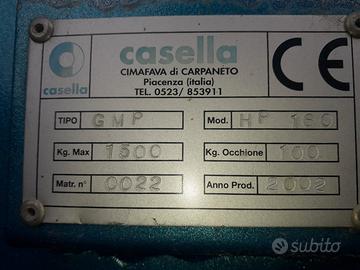 casella
CIMAFAVA di CARPANETO
Piacenza (italia)
TEL. 0523/ 853911
CE
casella
TIPO GMP Mod. HP 160
Kg. Max 1500 Kg. Occhione 100
Matr. n° 0022 Anno Prod. 2002
subito